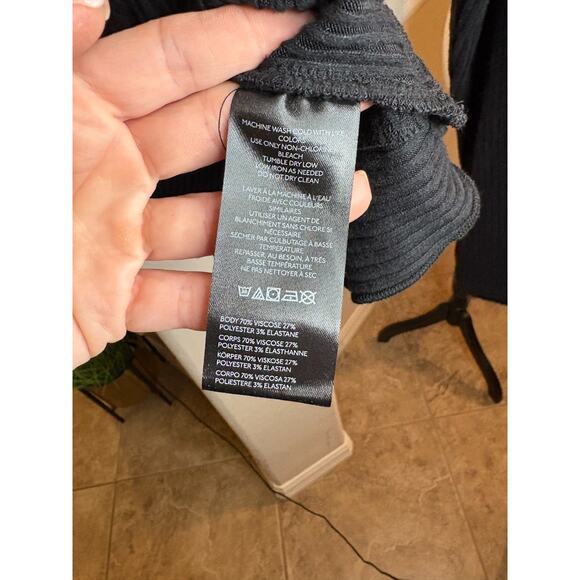 MACHINE WASH COLD WITH LIKE
COLORS
USE ONLY NON-CHLORINE
BLEACH
TUMBLE DRY LOW
LOW IRON AS NEEDED
DO NOT DRY CLEAN
LAVER À LA MACHINE À L'EAU
FROIDE AVEC COULEURS
SIMILAIRES
UTILISER UN AGENT DE
BLANCHIMENT SANS CHLORE SI
NÉCESSAIRE
SÉCHER PAR CULBUTAGE À BASSE
TEMPÉRATURE
REPASSER, AU BESOIN, À TRÈS
BASSE TEMPÉRATURE
NE PAS NETTOYER À SEC
BODY 70% VISCOSE 27%
POLYESTER 3% ELASTANE
CORPS 70% VISCOSE 27%
POLYESTER 3% ÉLASTHANNE
KÖRPER 70% VISKOSE 27%
POLYESTER 3% ELASTAN
CORPO 70% VISCOSA 27%
POLIESTERE 3% ELASTAN